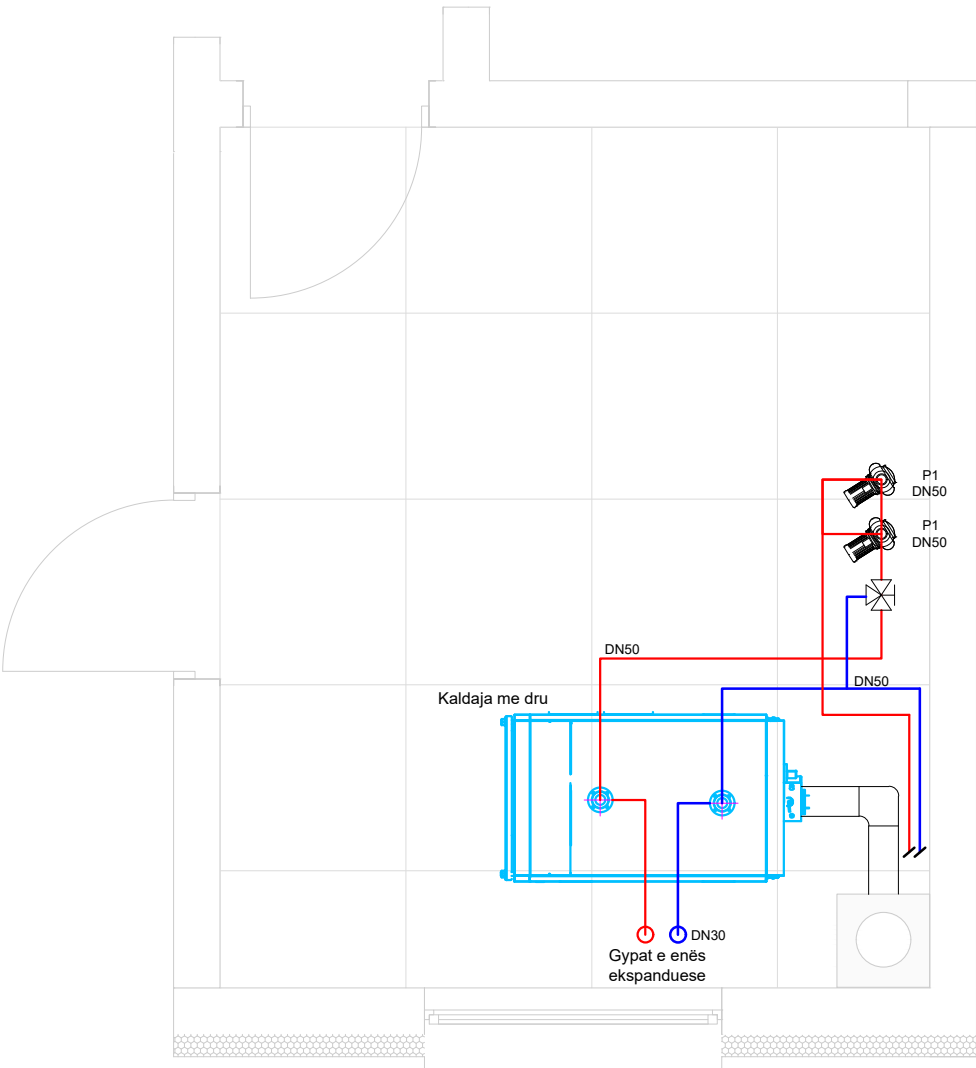 P1
DN50
P1
DN50
DN50
DN50
Kaldaja me dru
DN30
Gypat e enës
ekspanduese